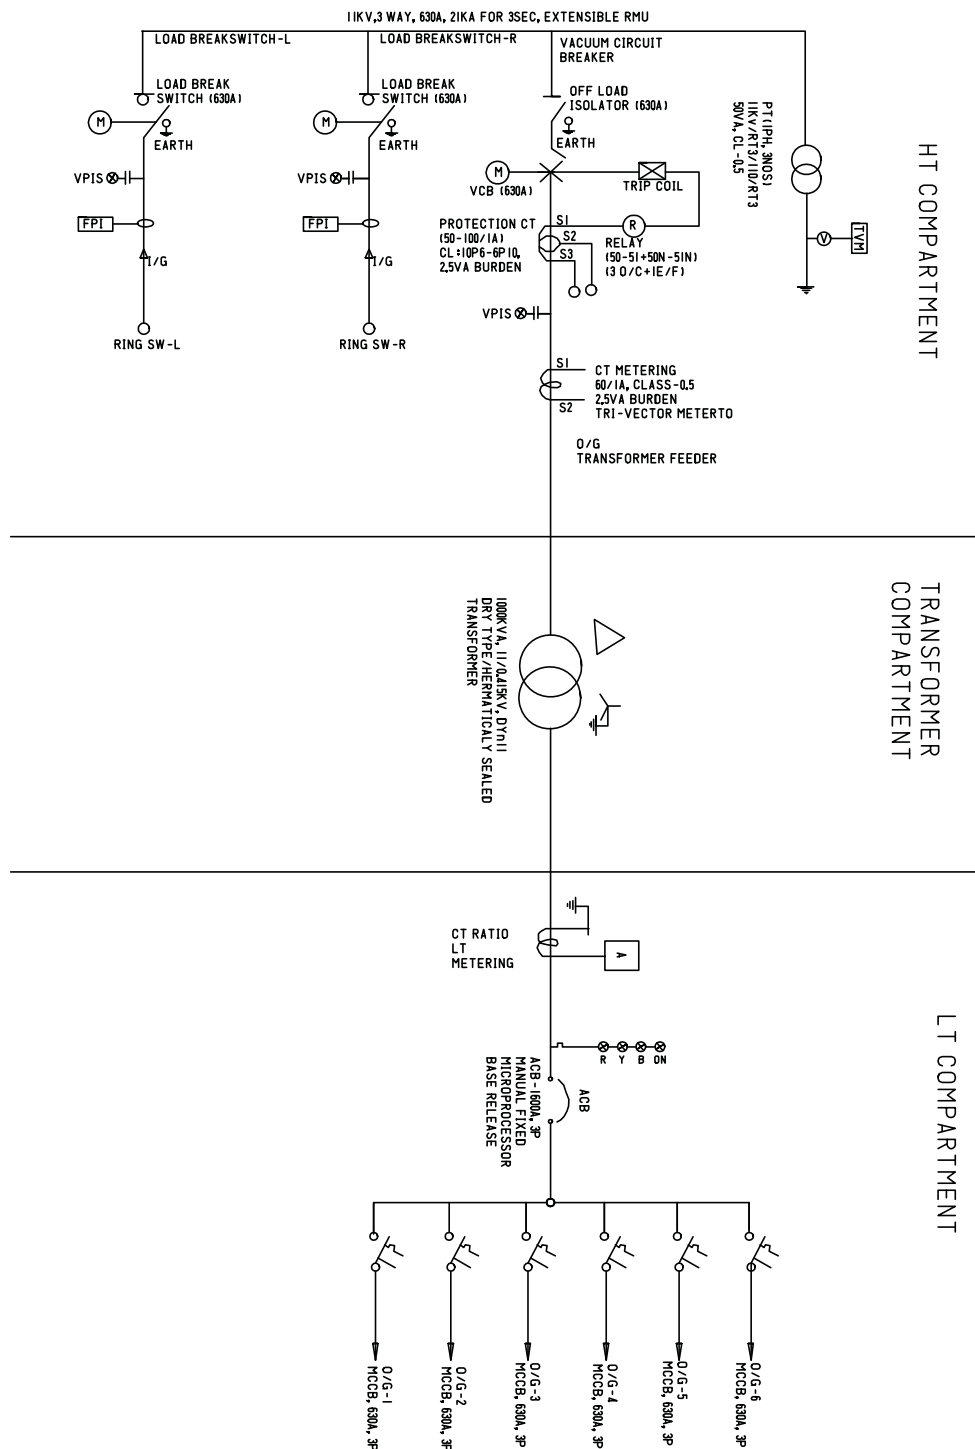 11KV,3 WAY, 630A, 21KA FOR 3SEC, EXTENSIBLE RMU
LOAD BREAKSWITCH-L
LOAD BREAKSWITCH-R
VACUUM CIRCUIT
BREAKER
LOAD BREAK
SWITCH (630A)
M
EARTH
VPIS
FPI
I/G
RING SW-L
LOAD BREAK
SWITCH (630A)
M
EARTH
VPIS
FPI
I/G
RING SW-R
OFF LOAD
ISOLATOR (630A)
EARTH
M
VCB (630A)
TRIP COIL
PROTECTION CT
(50-100/1A)
CL:10P6-6P10,
2.5VA BURDEN
S1
S2
S3
R
RELAY
(50-51+50N-51N)
(3 O/C+1E/F)
VPIS
S1
S2
CT METERING
60/1A, CLASS-0.5
2.5VA BURDEN
TRI-VECTOR METERTO
O/G
TRANSFORMER FEEDER
PT(1PH, 3NOS)
11Kv/RT3/110/RT3
50VA, CL-0.5
V
TVM
HT COMPARTMENT
1000KVA, 11/0.415KV, DYn11
DRY TYPE/HERMATICALY SEALED
TRANSFORMER
TRANSFORMER
COMPARTMENT
CT RATIO
LT
METERING
A
R
Y
B
ON
ACB
ACB-1600A, 3P
MANUAL FIXED
MICROPROCESSOR
BASE RELEASE
LT COMPARTMENT
O/G-1
MCCB, 630A, 3P
O/G-2
MCCB, 630A, 3P
O/G-3
MCCB, 630A, 3P
O/G-4
MCCB, 630A, 3P
O/G-5
MCCB, 630A, 3P
O/G-6
MCCB, 630A, 3P